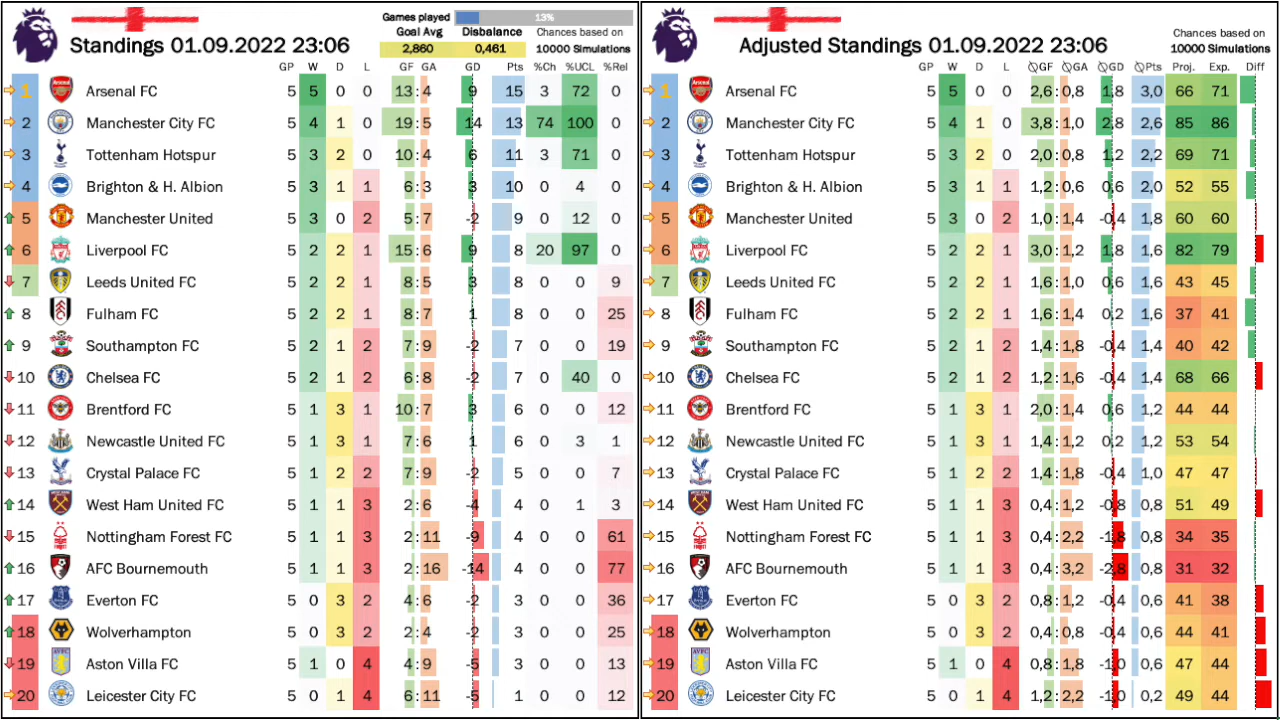 Games played 13%
Goal Avg Disbalance Chances based on
Standings 01.09.2022 23:06 2,860 0,461 10000 Simulations
GP W D L GF GA GD Pts %Ch %UCL %Rel
1 Arsenal FC 5 5 0 0 13 : 4 9 15 3 72 0
2 Manchester City FC 5 4 1 0 19 : 5 14 13 74 100 0
3 Tottenham Hotspur 5 3 2 0 10 : 4 6 11 3 71 0
4 Brighton & H. Albion 5 3 1 1 6 : 3 3 10 0 4 0
5 Manchester United 5 3 0 2 5 : 7 -2 9 0 12 0
6 Liverpool FC 5 2 2 1 15 : 6 9 8 20 97 0
7 Leeds United FC 5 2 2 1 8 : 5 3 8 0 0 9
8 Fulham FC 5 2 2 1 8 : 7 1 8 0 0 25
9 Southampton FC 5 2 1 2 7 : 9 -2 7 0 0 19
10 Chelsea FC 5 2 1 2 6 : 8 -2 7 0 40 0
11 Brentford FC 5 1 3 1 10 : 7 3 6 0 0 12
12 Newcastle United FC 5 1 3 1 7 : 6 1 6 0 3 1
13 Crystal Palace FC 5 1 2 2 7 : 9 -2 5 0 0 7
14 West Ham United FC 5 1 1 3 2 : 6 -4 4 0 1 3
15 Nottingham Forest FC 5 1 1 3 2 : 11 -9 4 0 0 61
16 AFC Bournemouth 5 1 1 3 2 : 16 -14 4 0 0 77
17 Everton FC 5 0 3 2 4 : 6 -2 3 0 0 36
18 Wolverhampton 5 0 3 2 2 : 4 -2 3 0 0 25
19 Aston Villa FC 5 1 0 4 4 : 9 -5 3 0 0 13
20 Leicester City FC 5 0 1 4 6 : 11 -5 1 0 0 12
Chances based on
Adjusted Standings 01.09.2022 23:06 10000 Simulations
GP W D L ∅GF ∅GA ∅GD ∅Pts Proj. Exp. Diff
1 Arsenal FC 5 5 0 0 2,6 : 0,8 1,8 3,0 66 71
2 Manchester City FC 5 4 1 0 3,8 : 1,0 2,8 2,6 85 86
3 Tottenham Hotspur 5 3 2 0 2,0 : 0,8 1,2 2,2 69 71
4 Brighton & H. Albion 5 3 1 1 1,2 : 0,6 0,6 2,0 52 55
5 Manchester United 5 3 0 2 1,0 : 1,4 -0,4 1,8 60 60
6 Liverpool FC 5 2 2 1 3,0 : 1,2 1,8 1,6 82 79
7 Leeds United FC 5 2 2 1 1,6 : 1,0 0,6 1,6 43 45
8 Fulham FC 5 2 2 1 1,6 : 1,4 0,2 1,6 37 41
9 Southampton FC 5 2 1 2 1,4 : 1,8 -0,4 1,4 40 42
10 Chelsea FC 5 2 1 2 1,2 : 1,6 -0,4 1,4 68 66
11 Brentford FC 5 1 3 1 2,0 : 1,4 0,6 1,2 44 44
12 Newcastle United FC 5 1 3 1 1,4 : 1,2 0,2 1,2 53 54
13 Crystal Palace FC 5 1 2 2 1,4 : 1,8 -0,4 1,0 47 47
14 West Ham United FC 5 1 1 3 0,4 : 1,2 -0,8 0,8 51 49
15 Nottingham Forest FC 5 1 1 3 0,4 : 2,2 -1,8 0,8 34 35
16 AFC Bournemouth 5 1 1 3 0,4 : 3,2 -2,8 0,8 31 32
17 Everton FC 5 0 3 2 0,8 : 1,2 -0,4 0,6 41 38
18 Wolverhampton 5 0 3 2 0,4 : 0,8 -0,4 0,6 44 41
19 Aston Villa FC 5 1 0 4 0,8 : 1,8 -1,0 0,6 47 44
20 Leicester City FC 5 0 1 4 1,2 : 2,2 -1,0 0,2 49 44